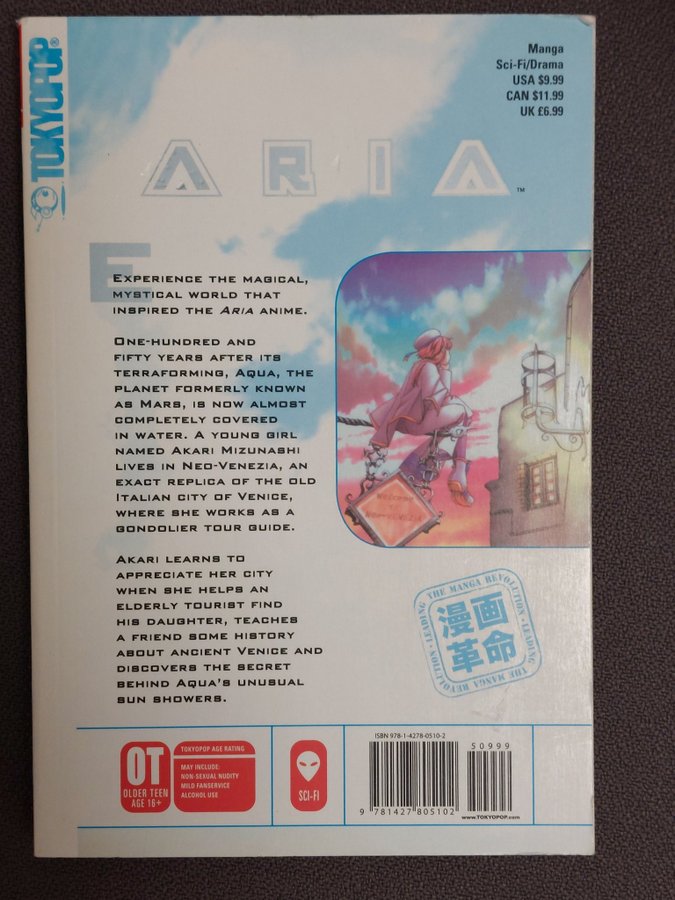 TOKYOPOP®
Manga
Sci-Fi/Drama
USA $9.99
CAN $11.99
UK £6.99
ARIA™
E
EXPERIENCE THE MAGICAL,
MYSTICAL WORLD THAT
INSPIRED THE ARIA ANIME.
ONE-HUNDRED AND
FIFTY YEARS AFTER ITS
TERRAFORMING, AQUA, THE
PLANET FORMERLY KNOWN
AS MARS, IS NOW ALMOST
COMPLETELY COVERED
IN WATER. A YOUNG GIRL
NAMED AKARI MIZUNASHI
LIVES IN NEO-VENEZIA, AN
EXACT REPLICA OF THE OLD
ITALIAN CITY OF VENICE,
WHERE SHE WORKS AS A
GONDOLIER TOUR GUIDE.
AKARI LEARNS TO
APPRECIATE HER CITY
WHEN SHE HELPS AN
ELDERLY TOURIST FIND
HIS DAUGHTER, TEACHES
A FRIEND SOME HISTORY
ABOUT ANCIENT VENICE AND
DISCOVERS THE SECRET
BEHIND AQUA'S UNUSUAL
SUN SHOWERS.
Welcome
LEADING THE MANGA REVOLUTION · LEADING THE MANGA REVOLUTION ·
漫画
革命
OT
OLDER TEEN
AGE 16+
TOKYOPOP AGE RATING
MAY INCLUDE:
NON-SEXUAL NUDITY
MILD FANSERVICE
ALCOHOL USE
SCI-FI
ISBN 978-1-4278-0510-2
50999
9 781427 805102
www.TOKYOPOP.com